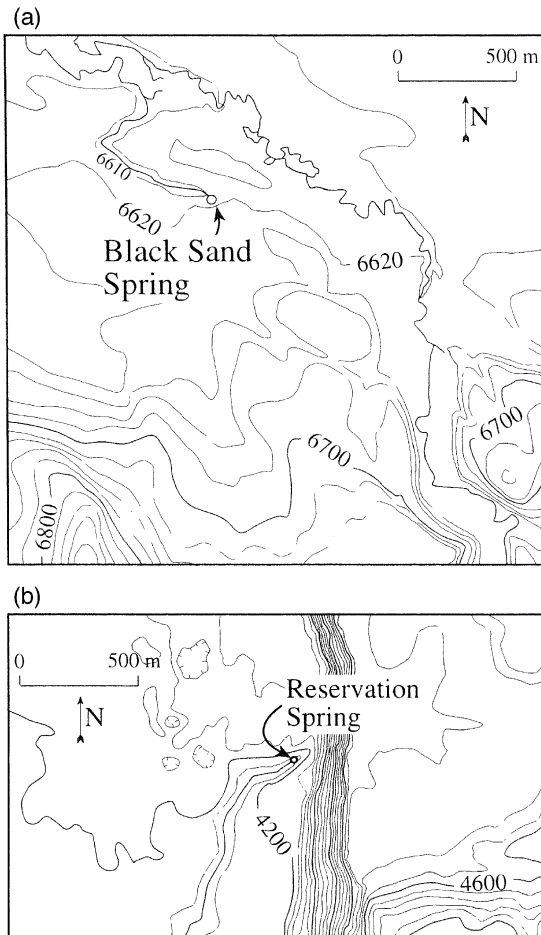 (a)
0 500 m
N
6610
6620
Black Sand
Spring
6620
6700
6700
6800
(b)
0 500 m
N
Reservation
Spring
4200
4600